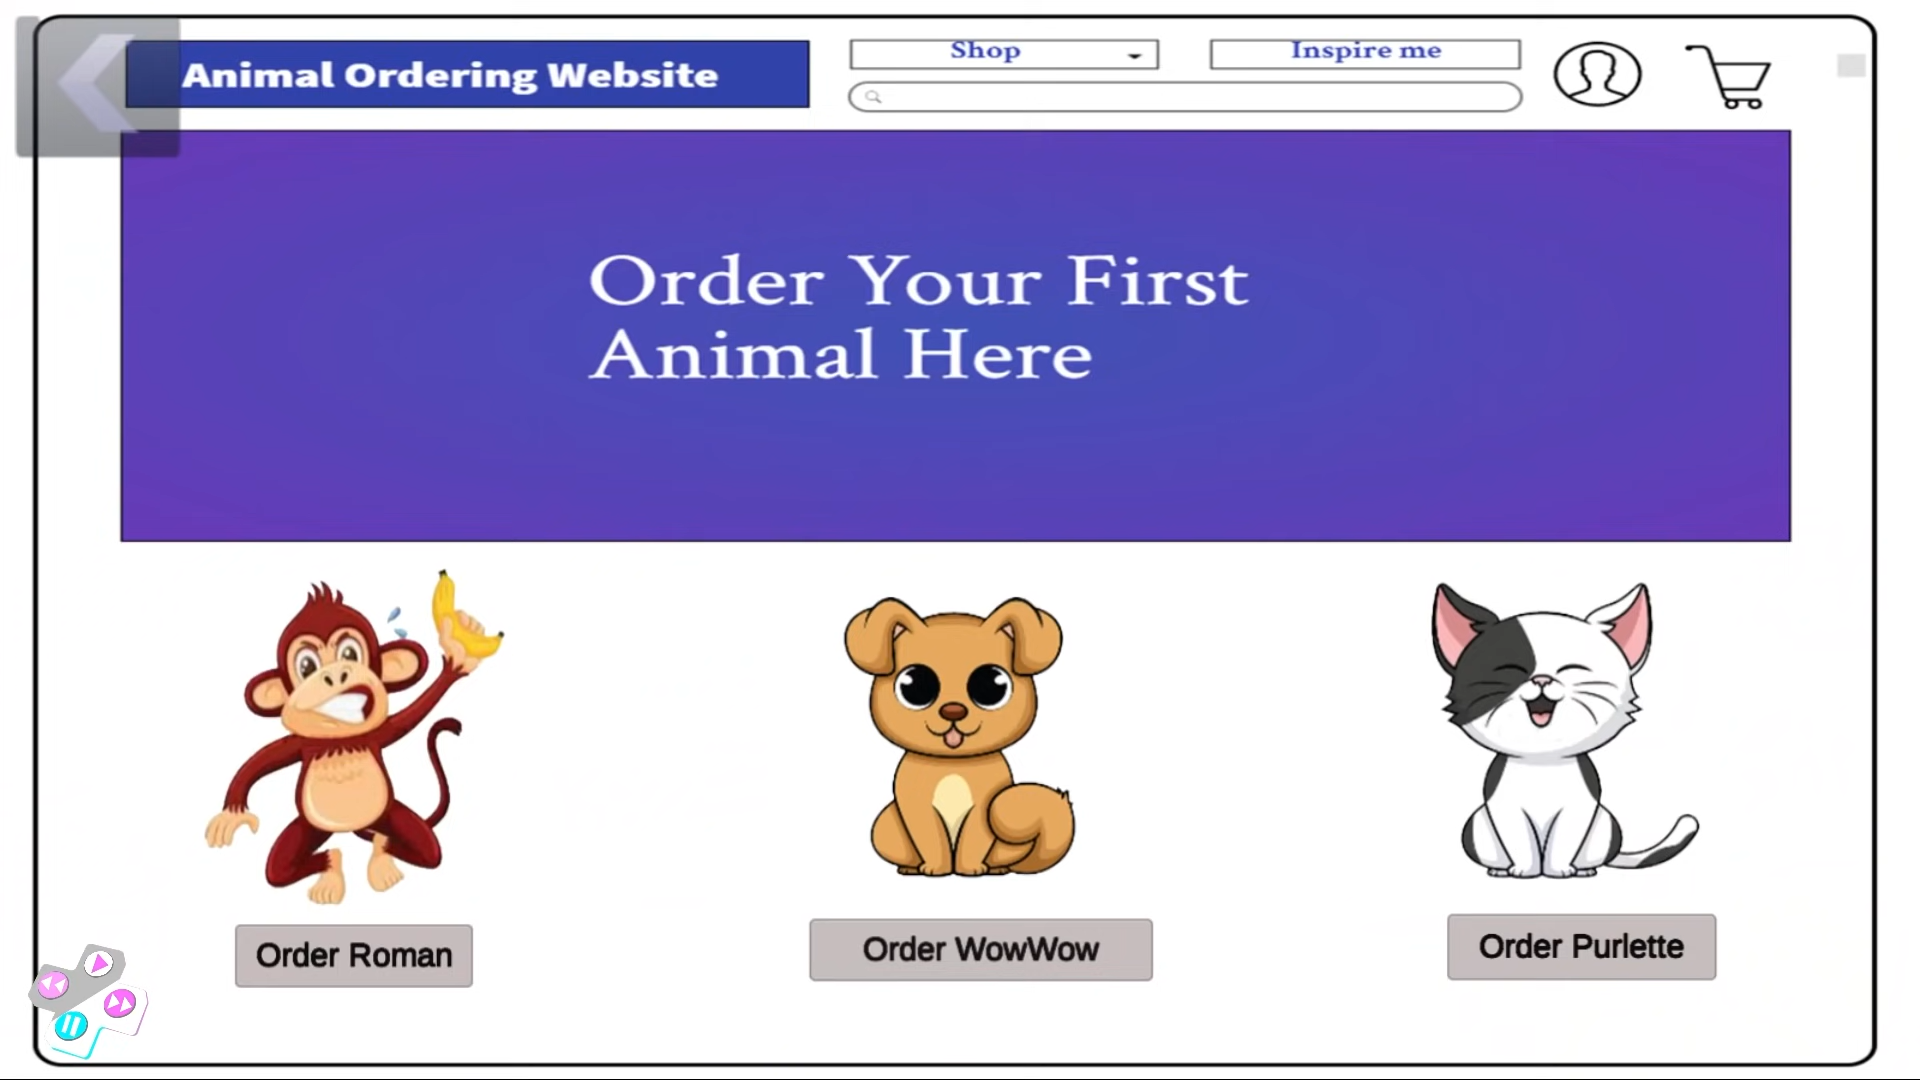 Animal Ordering Website
Shop
Inspire me
Order Your First
Animal Here
Order Roman
Order WowWow
Order Purlette